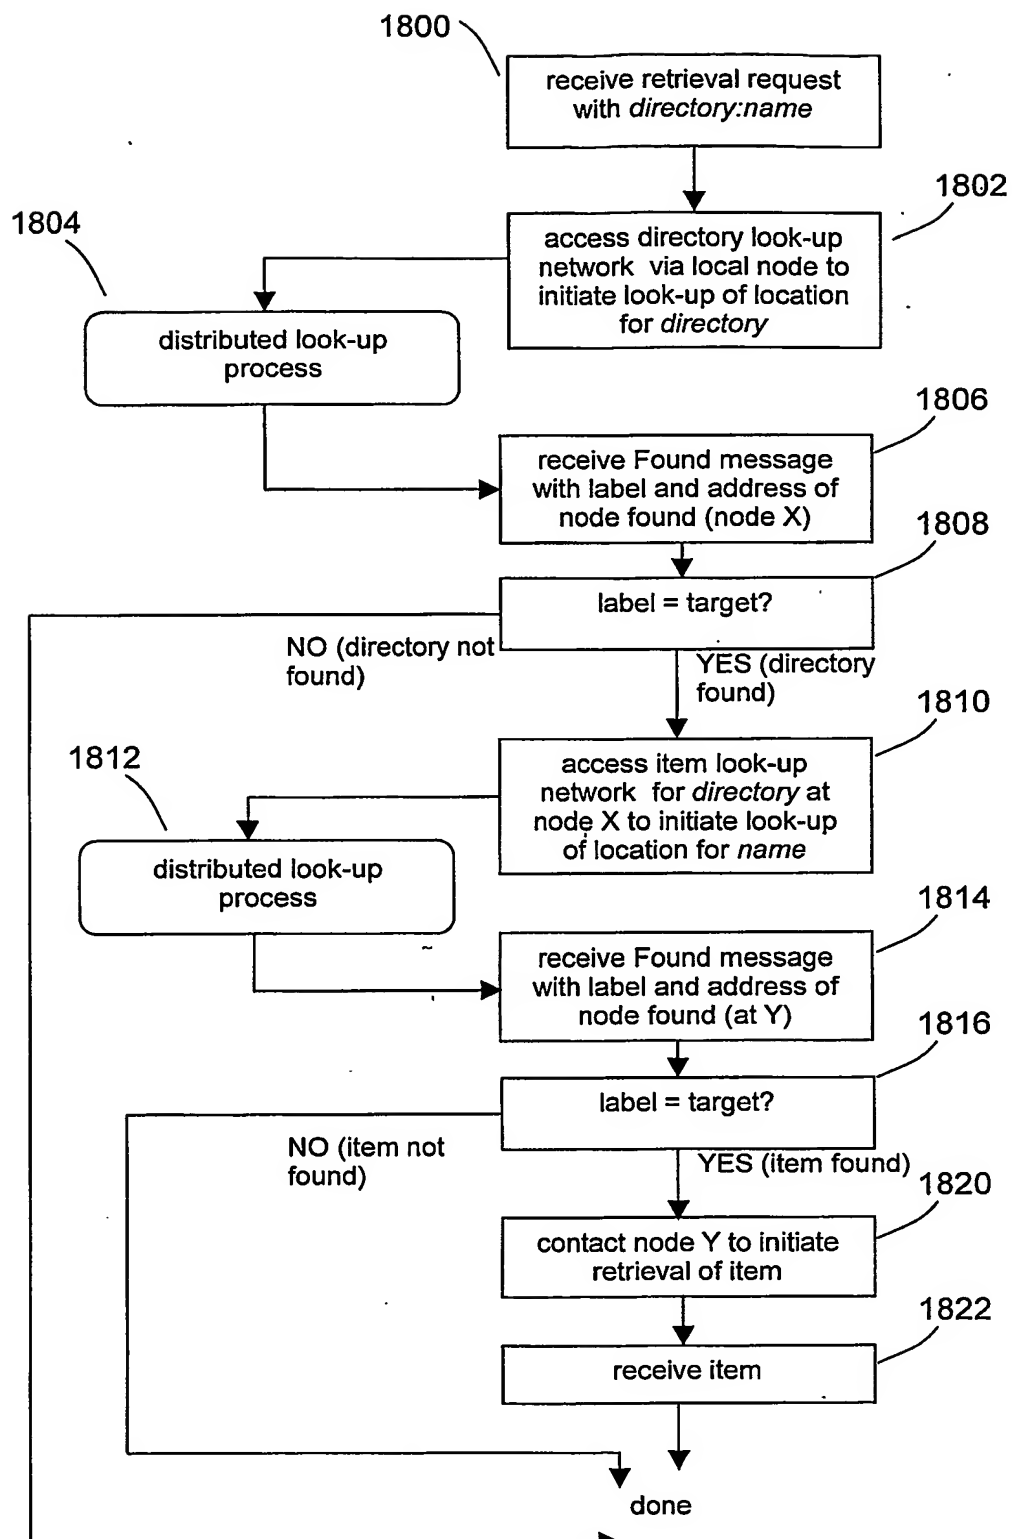 1800
receive retrieval request
with directory:name
1802
access directory look-up
network via local node to
initiate look-up of location
for directory
1804
distributed look-up
process
1806
receive Found message
with label and address of
node found (node X)
1808
label = target?
NO (directory not
found)
YES (directory
found)
1810
access item look-up
network for directory at
node X to initiate look-up
of location for name
1812
distributed look-up
process
1814
receive Found message
with label and address of
node found (at Y)
1816
label = target?
NO (item not
found)
YES (item found)
1820
contact node Y to initiate
retrieval of item
1822
receive item
done